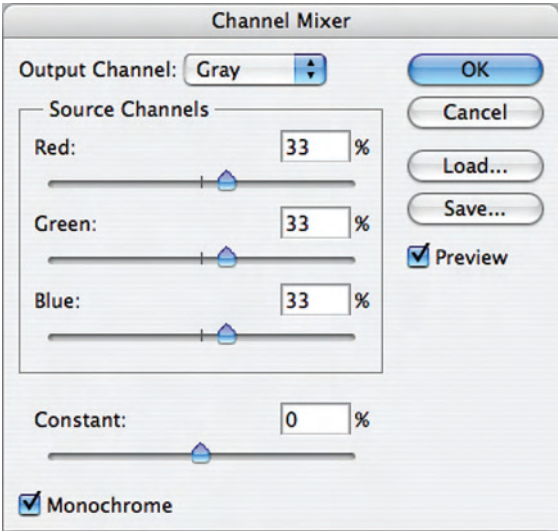 Channel Mixer
Output Channel: Gray
OK
Source Channels
Cancel
Red: 33 %
Load...
Save...
Green: 33 %
Preview
Blue: 33 %
Constant: 0 %
Monochrome